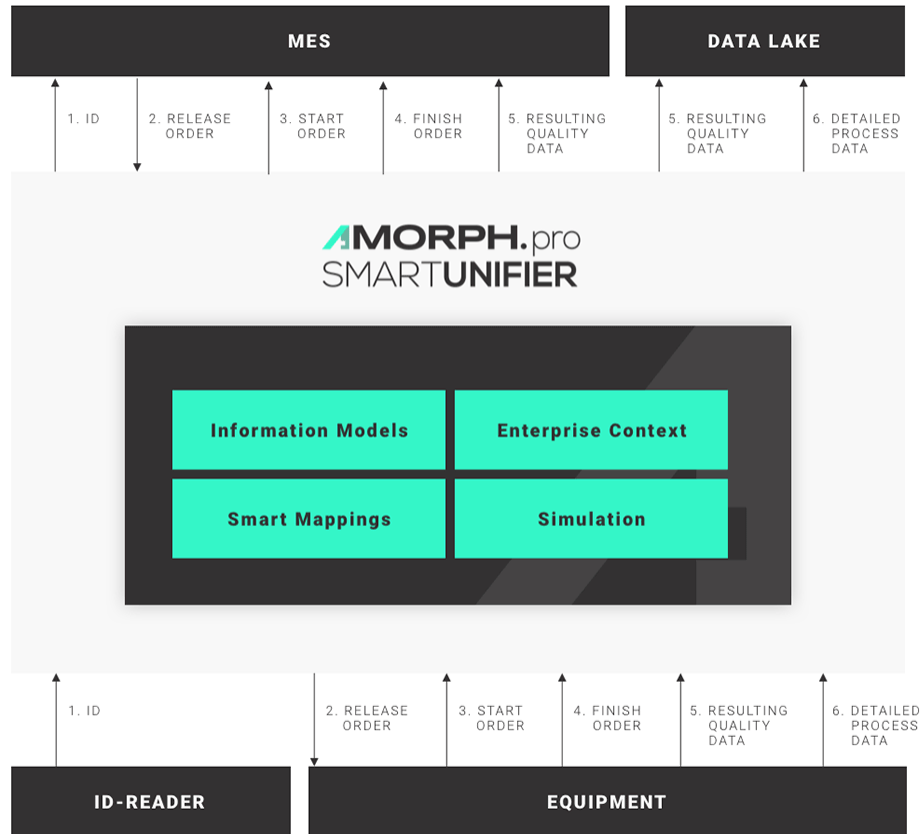 MES
DATA LAKE
1. ID
2. RELEASE
ORDER
3. START
ORDER
4. FINISH
ORDER
5. RESULTING
QUALITY
DATA
5. RESULTING
QUALITY
DATA
6. DETAILED
PROCESS
DATA
AMORPH.pro
SMARTUNIFIER
Information Models
Enterprise Context
Smart Mappings
Simulation
1. ID
2. RELEASE
ORDER
3. START
ORDER
4. FINISH
ORDER
5. RESULTING
QUALITY
DATA
6. DETAILED
PROCESS
DATA
ID-READER
EQUIPMENT